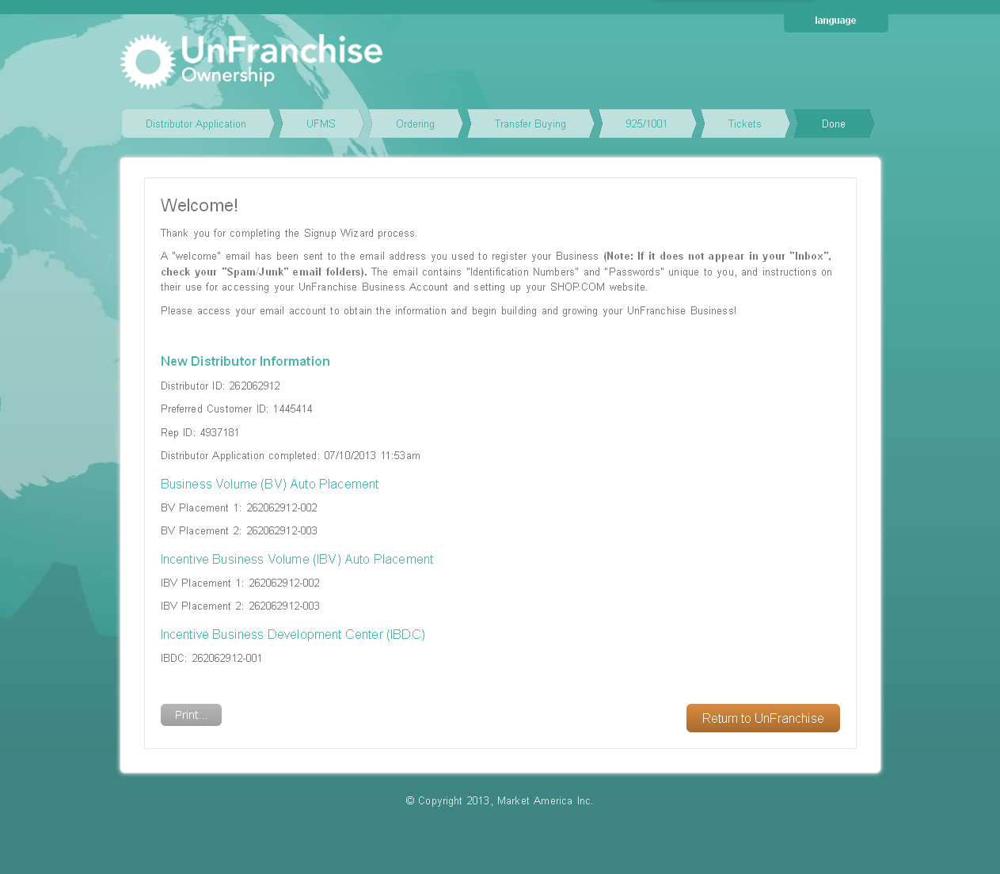 language
UnFranchise
Ownership
Distributor Application
UFMS
Ordering
Transfer Buying
925/1001
Tickets
Done
Welcome!
Thank you for completing the Signup Wizard process.
A "welcome" email has been sent to the email address you used to register your Business (Note: If it does not appear in your "Inbox",
check your "Spam/Junk" email folders). The email contains "Identification Numbers" and "Passwords" unique to you, and instructions on
their use for accessing your UnFranchise Business Account and setting up your SHOP.COM website.
Please access your email account to obtain the information and begin building and growing your UnFranchise Business!
New Distributor Information
Distributor ID: 262062912
Preferred Customer ID: 1445414
Rep ID: 4937181
Distributor Application completed: 07/10/2013 11:53am
Business Volume (BV) Auto Placement
BV Placement 1: 262062912-002
BV Placement 2: 262062912-003
Incentive Business Volume (IBV) Auto Placement
IBV Placement 1: 262062912-002
IBV Placement 2: 262062912-003
Incentive Business Development Center (IBDC)
IBDC: 262062912-001
Print...
Return to UnFranchise
© Copyright 2013, Market America Inc.